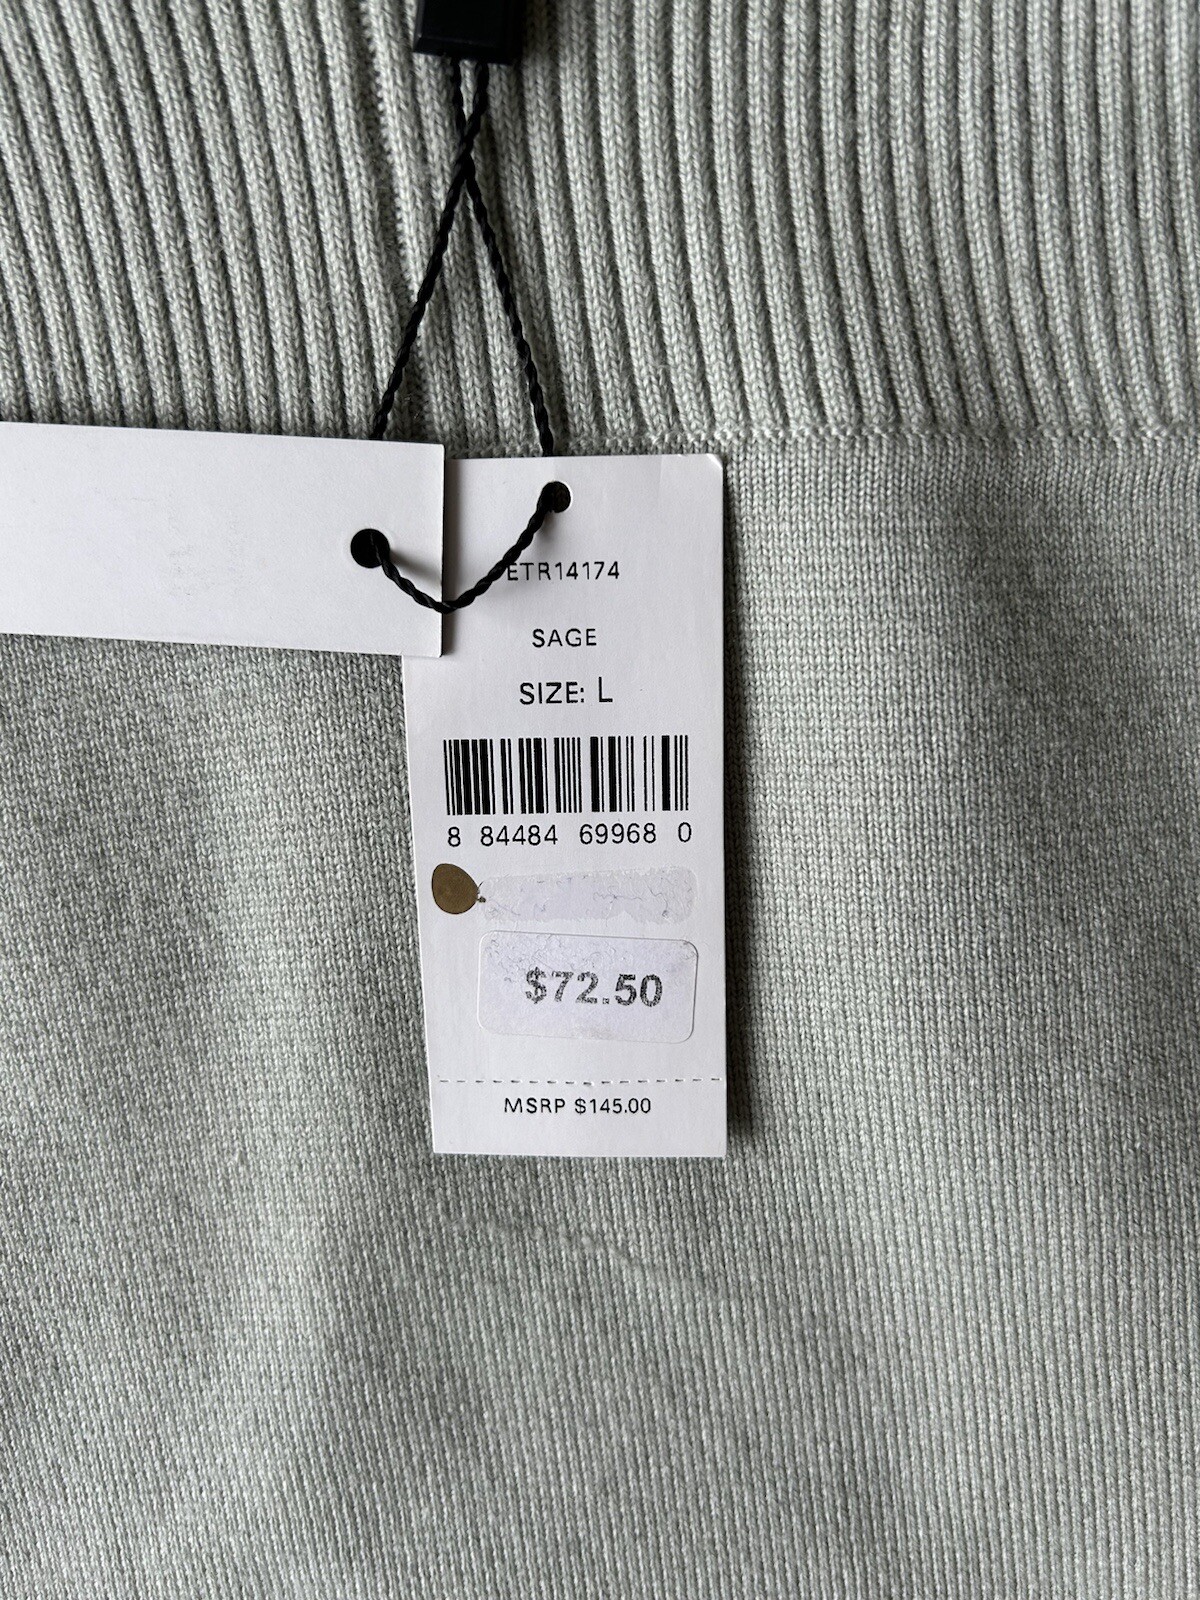 ETR14174
SAGE
SIZE: L
8 84484 69968 0
$72.50
MSRP $145.00